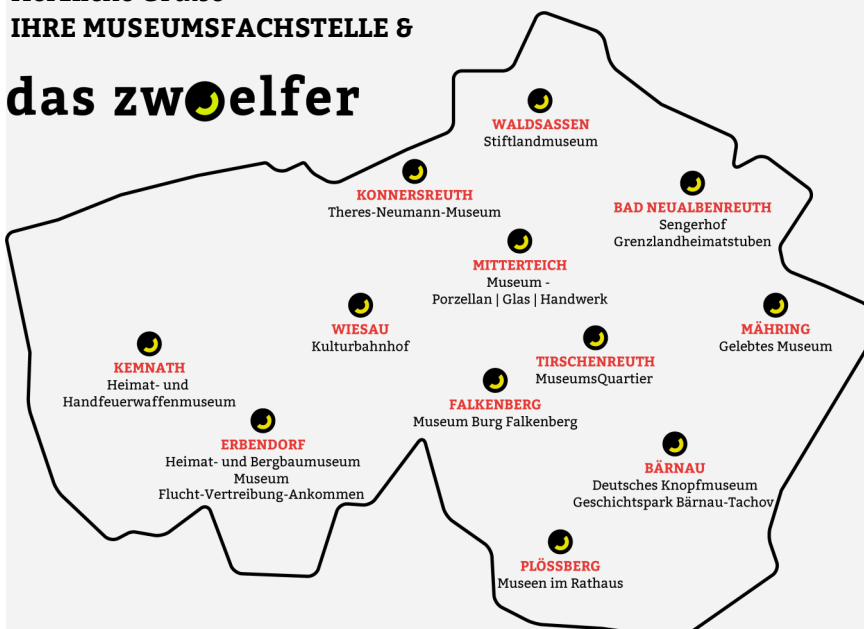 Herzliche Grüße
IHRE MUSEUMSFACHSTELLE &
das zwoelfer
WALDSASSEN
Stiftlandmuseum
KONNERSREUTH
Theres-Neumann-Museum
BAD NEUALBENREUTH
Sengerhof
Grenzlandheimatstuben
MITTERTEICH
Museum -
Porzellan | Glas | Handwerk
WIESAU
Kulturbahnhof
MÄHRING
Gelebtes Museum
TIRSCHENREUTH
MuseumsQuartier
KEMNATH
Heimat- und
Handfeuerwaffenmuseum
FALKENBERG
Museum Burg Falkenberg
ERBENDORF
Heimat- und Bergbaumuseum
Museum
Flucht-Vertreibung-Ankommen
BÄRNAU
Deutsches Knopfmuseum
Geschichtspark Bärnau-Tachov
PLÖSSBERG
Museen im Rathaus